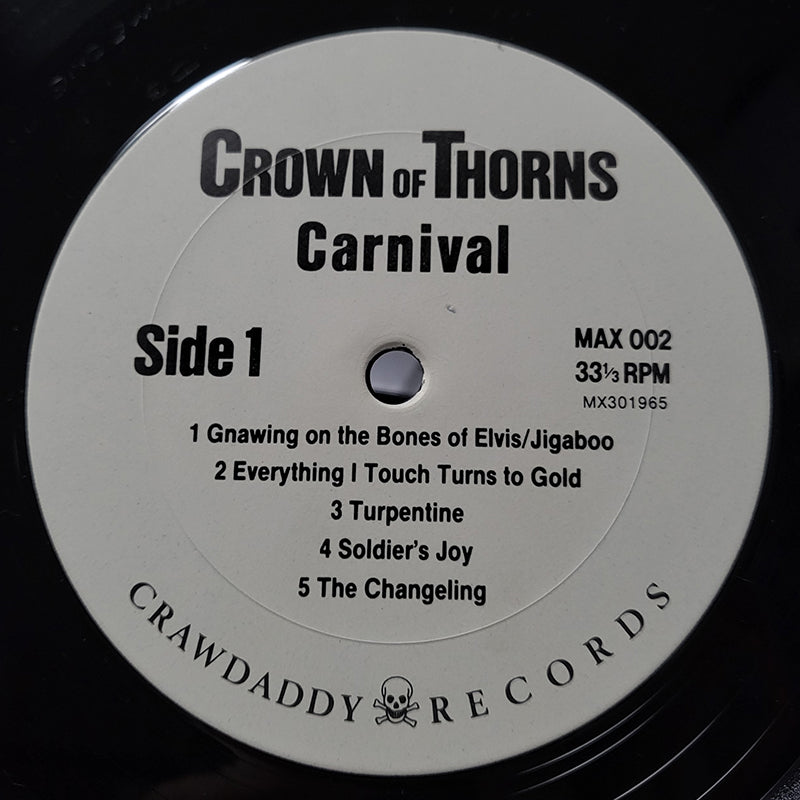 CROWN OF THORNS
Carnival
Side 1
MAX 002
33⅓ RPM
MX301965
1 Gnawing on the Bones of Elvis/Jigaboo
2 Everything I Touch Turns to Gold
3 Turpentine
4 Soldier's Joy
5 The Changeling
CRAWDADDY RECORDS